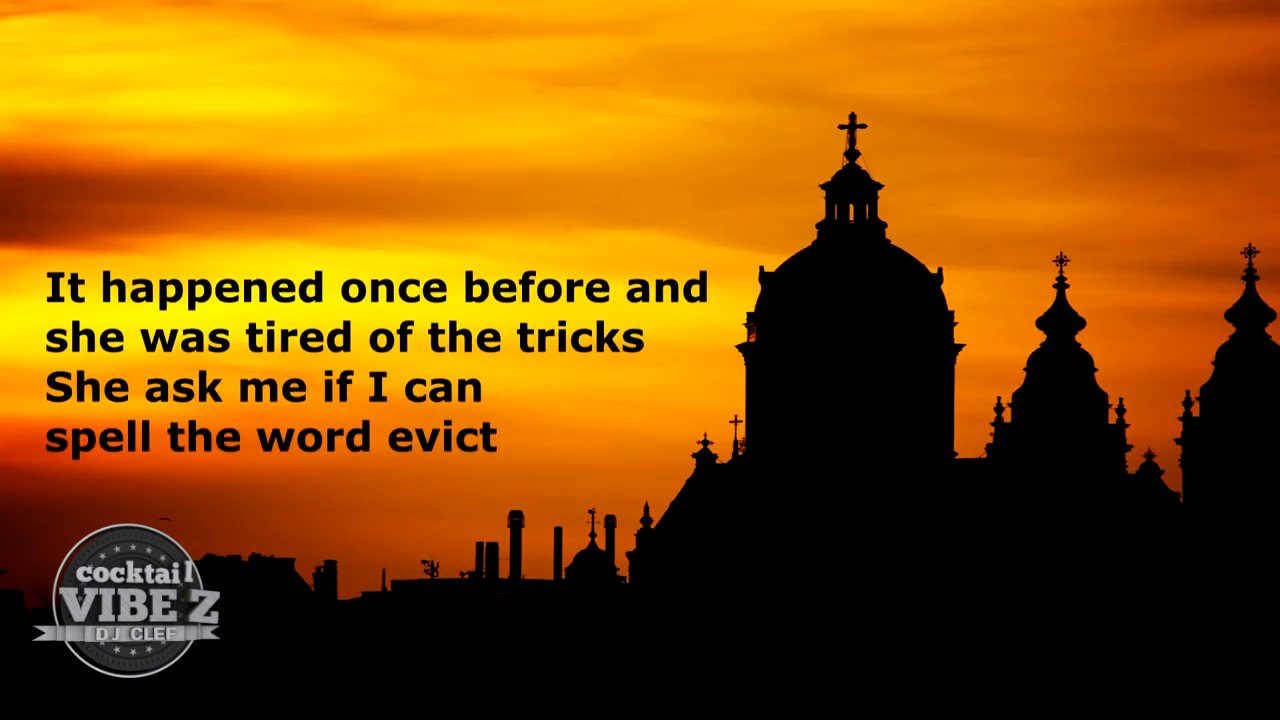 It happened once before and
she was tired of the tricks
She ask me if I can
spell the word evict
cocktail
VIBE Z
DJ CLEF